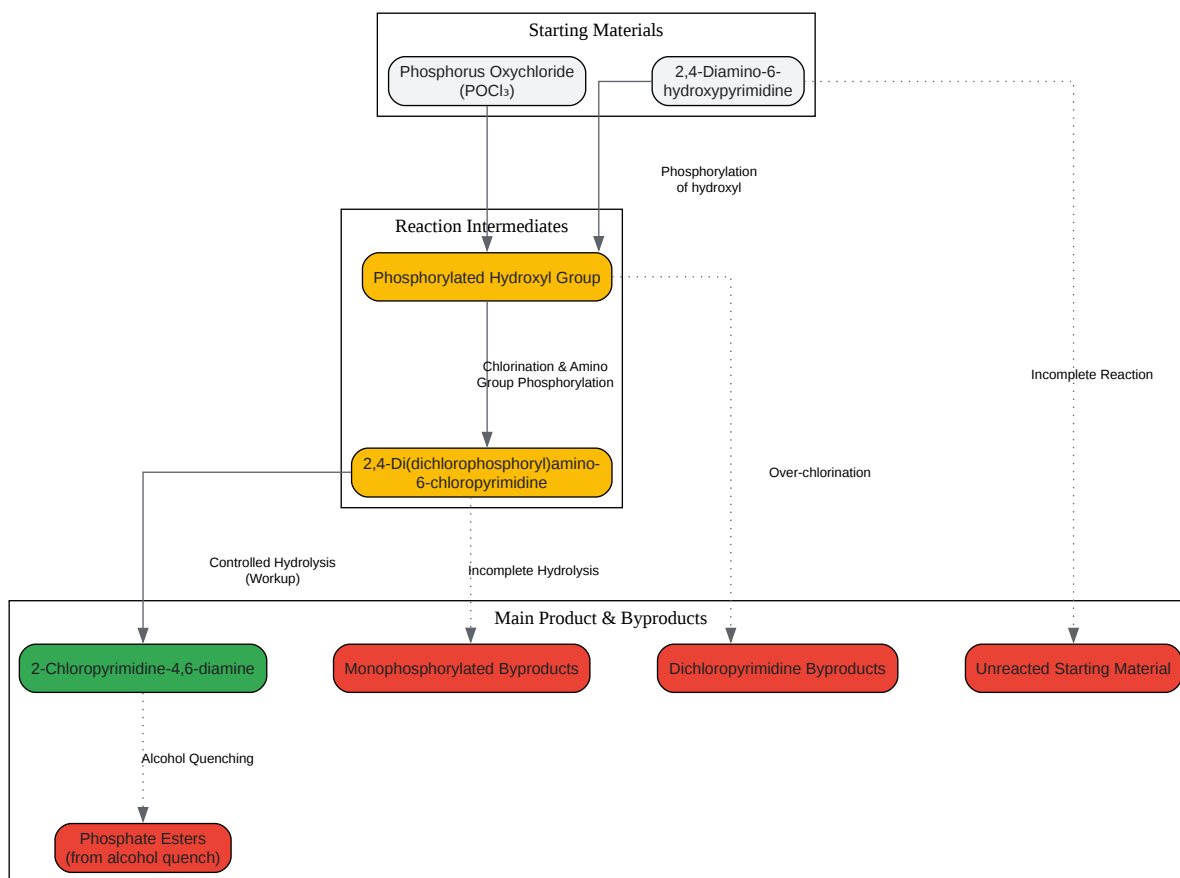 Starting Materials
Phosphorus Oxychloride
(POCl₃)
2,4-Diamino-6-
hydroxypyrimidine
Phosphorylation
of hydroxyl
Reaction Intermediates
Phosphorylated Hydroxyl Group
Chlorination & Amino
Group Phosphorylation
Incomplete Reaction
2,4-Di(dichlorophosphoryl)amino-
6-chloropyrimidine
Over-chlorination
Controlled Hydrolysis
(Workup)
Incomplete Hydrolysis
Main Product & Byproducts
2-Chloropyrimidine-4,6-diamine
Monophosphorylated Byproducts
Dichloropyrimidine Byproducts
Unreacted Starting Material
Alcohol Quenching
Phosphate Esters
(from alcohol quench)